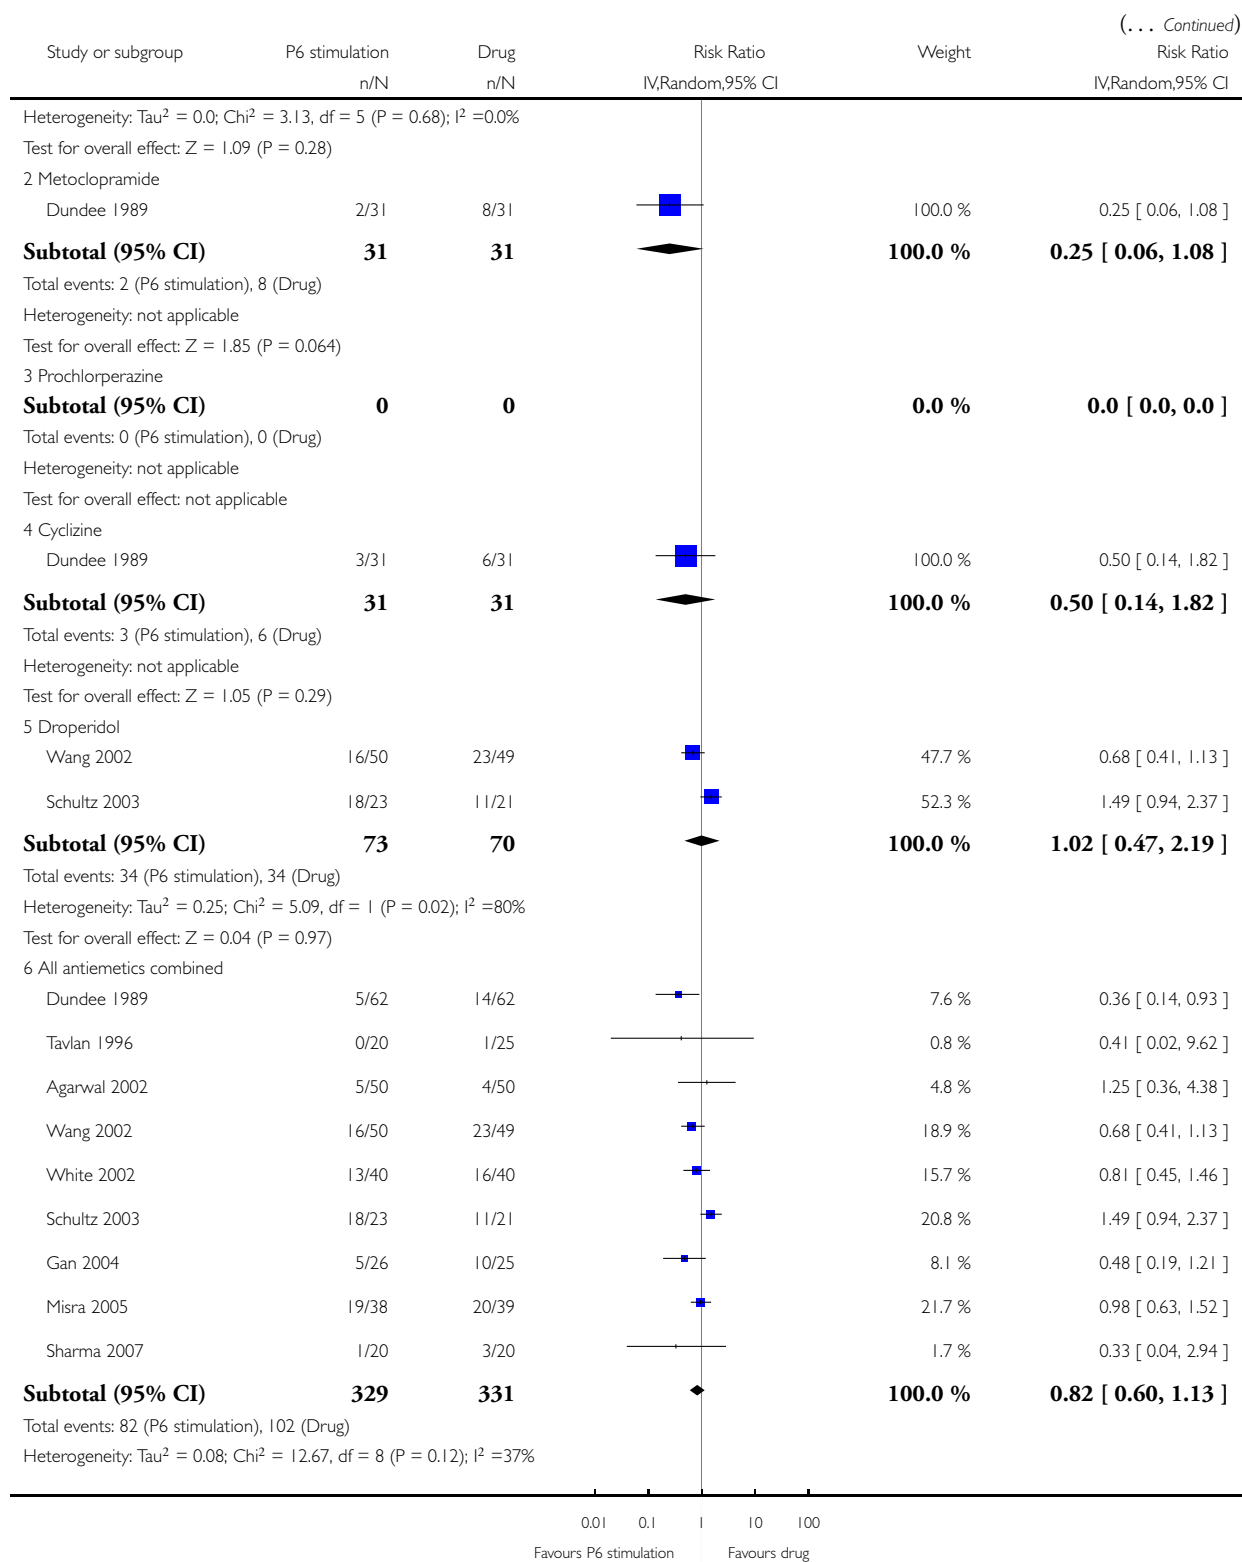 (. . . Continued)
Study or subgroup P6 stimulation Drug Risk Ratio Weight Risk Ratio
n/N n/N IV,Random,95% CI IV,Random,95% CI
Heterogeneity: Tau² = 0.0; Chi² = 3.13, df = 5 (P = 0.68); I² =0.0%
Test for overall effect: Z = 1.09 (P = 0.28)
2 Metoclopramide
Dundee 1989 2/31 8/31 100.0 % 0.25 [ 0.06, 1.08 ]
Subtotal (95% CI) 31 31 100.0 % 0.25 [ 0.06, 1.08 ]
Total events: 2 (P6 stimulation), 8 (Drug)
Heterogeneity: not applicable
Test for overall effect: Z = 1.85 (P = 0.064)
3 Prochlorperazine
Subtotal (95% CI) 0 0 0.0 % 0.0 [ 0.0, 0.0 ]
Total events: 0 (P6 stimulation), 0 (Drug)
Heterogeneity: not applicable
Test for overall effect: not applicable
4 Cyclizine
Dundee 1989 3/31 6/31 100.0 % 0.50 [ 0.14, 1.82 ]
Subtotal (95% CI) 31 31 100.0 % 0.50 [ 0.14, 1.82 ]
Total events: 3 (P6 stimulation), 6 (Drug)
Heterogeneity: not applicable
Test for overall effect: Z = 1.05 (P = 0.29)
5 Droperidol
Wang 2002 16/50 23/49 47.7 % 0.68 [ 0.41, 1.13 ]
Schultz 2003 18/23 11/21 52.3 % 1.49 [ 0.94, 2.37 ]
Subtotal (95% CI) 73 70 100.0 % 1.02 [ 0.47, 2.19 ]
Total events: 34 (P6 stimulation), 34 (Drug)
Heterogeneity: Tau² = 0.25; Chi² = 5.09, df = 1 (P = 0.02); I² =80%
Test for overall effect: Z = 0.04 (P = 0.97)
6 All antiemetics combined
Dundee 1989 5/62 14/62 7.6 % 0.36 [ 0.14, 0.93 ]
Tavlan 1996 0/20 1/25 0.8 % 0.41 [ 0.02, 9.62 ]
Agarwal 2002 5/50 4/50 4.8 % 1.25 [ 0.36, 4.38 ]
Wang 2002 16/50 23/49 18.9 % 0.68 [ 0.41, 1.13 ]
White 2002 13/40 16/40 15.7 % 0.81 [ 0.45, 1.46 ]
Schultz 2003 18/23 11/21 20.8 % 1.49 [ 0.94, 2.37 ]
Gan 2004 5/26 10/25 8.1 % 0.48 [ 0.19, 1.21 ]
Misra 2005 19/38 20/39 21.7 % 0.98 [ 0.63, 1.52 ]
Sharma 2007 1/20 3/20 1.7 % 0.33 [ 0.04, 2.94 ]
Subtotal (95% CI) 329 331 100.0 % 0.82 [ 0.60, 1.13 ]
Total events: 82 (P6 stimulation), 102 (Drug)
Heterogeneity: Tau² = 0.08; Chi² = 12.67, df = 8 (P = 0.12); I² =37%
0.01 0.1 1 10 100
Favours P6 stimulation Favours drug